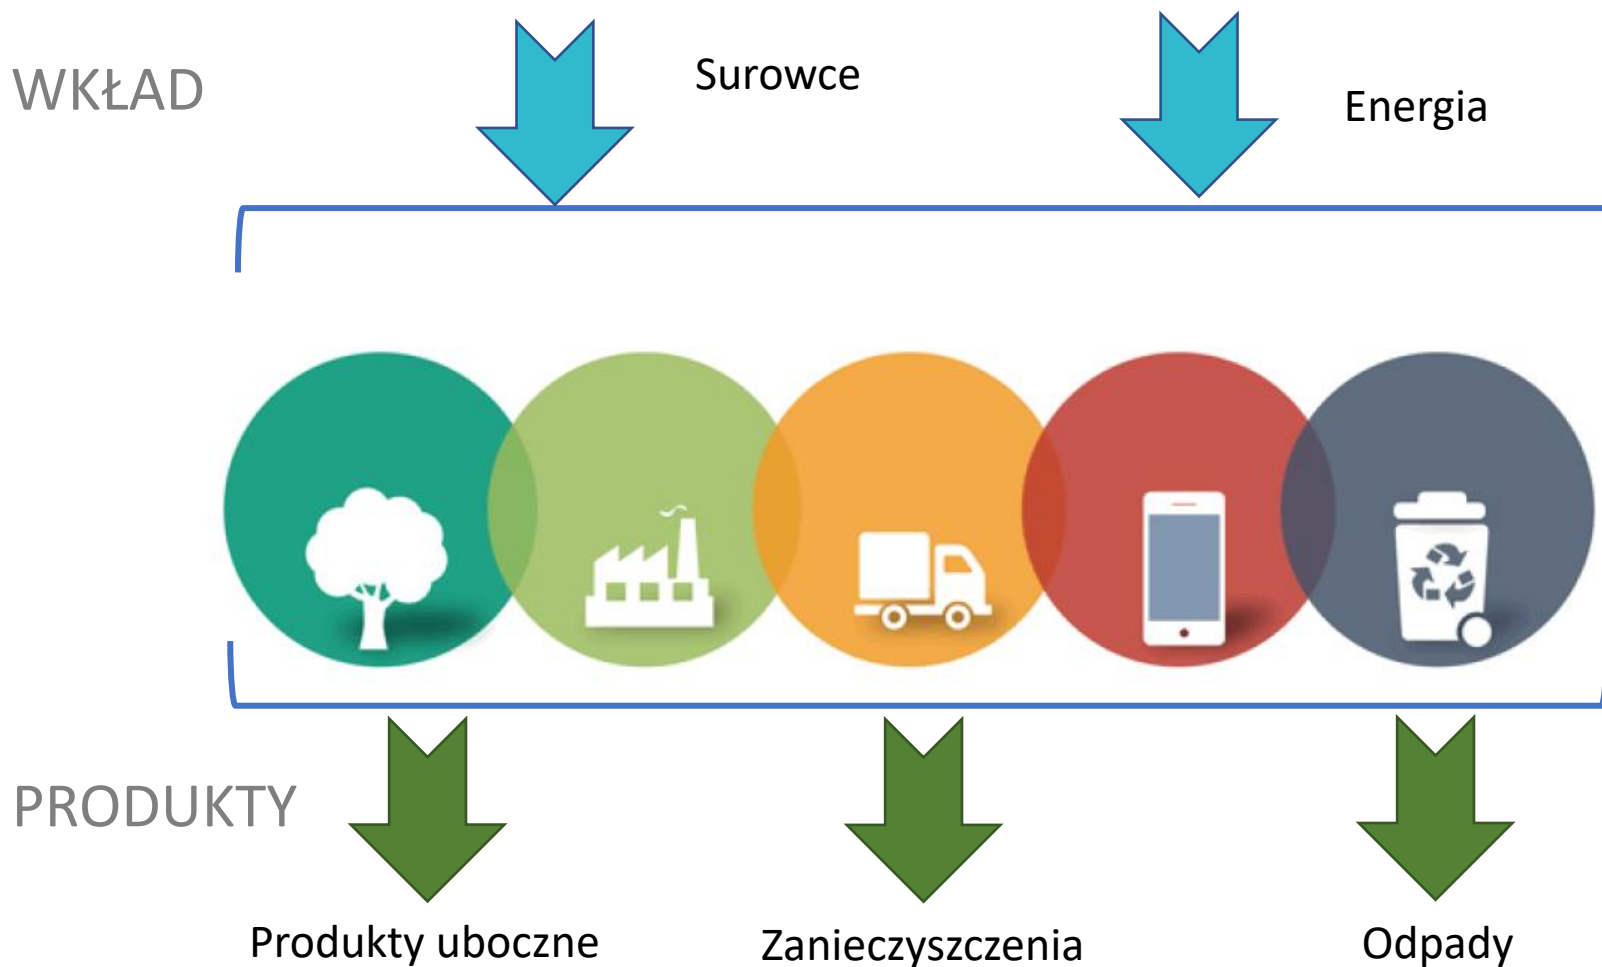 WKŁAD
Surowce
Energia
PRODUKTY
Produkty uboczne
Zanieczyszczenia
Odpady